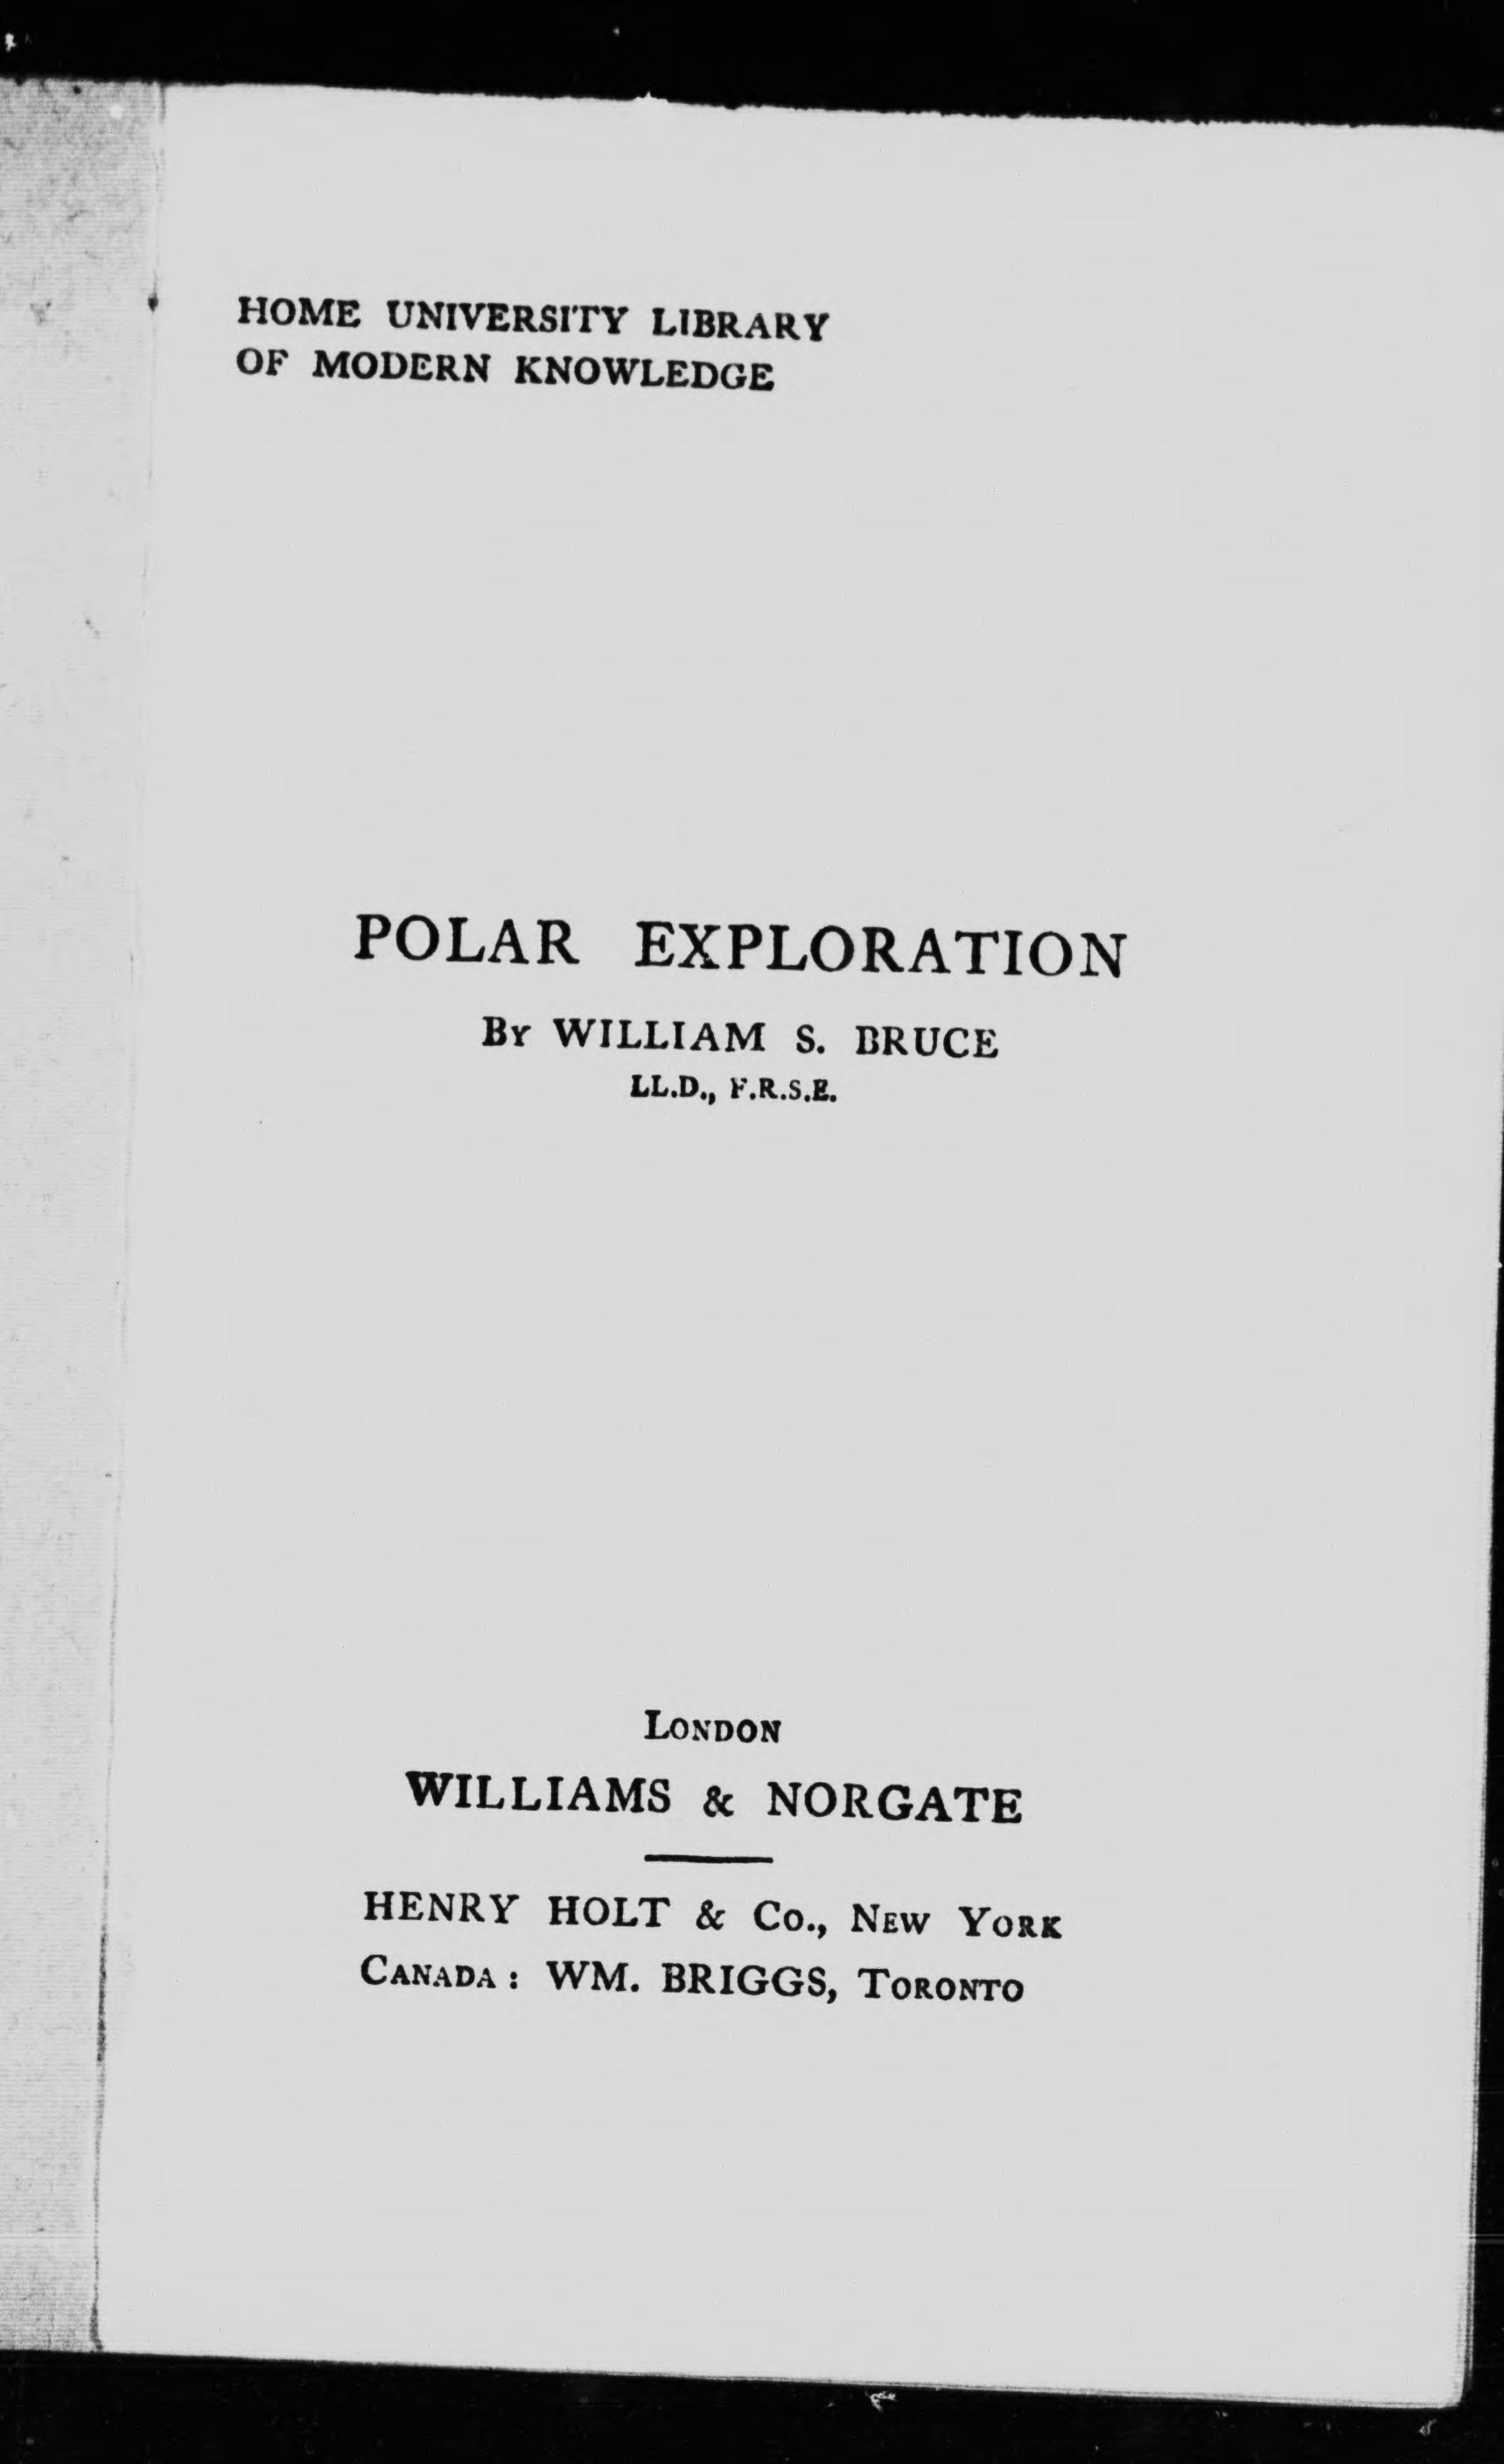 HOME UNIVERSITY LIBRARY
OF MODERN KNOWLEDGE
POLAR EXPLORATION
By WILLIAM S. BRUCE
LL.D., F.R.S.E.
London
WILLIAMS & NORGATE
HENRY HOLT & Co., New York
Canada: WM. BRIGGS, Toronto